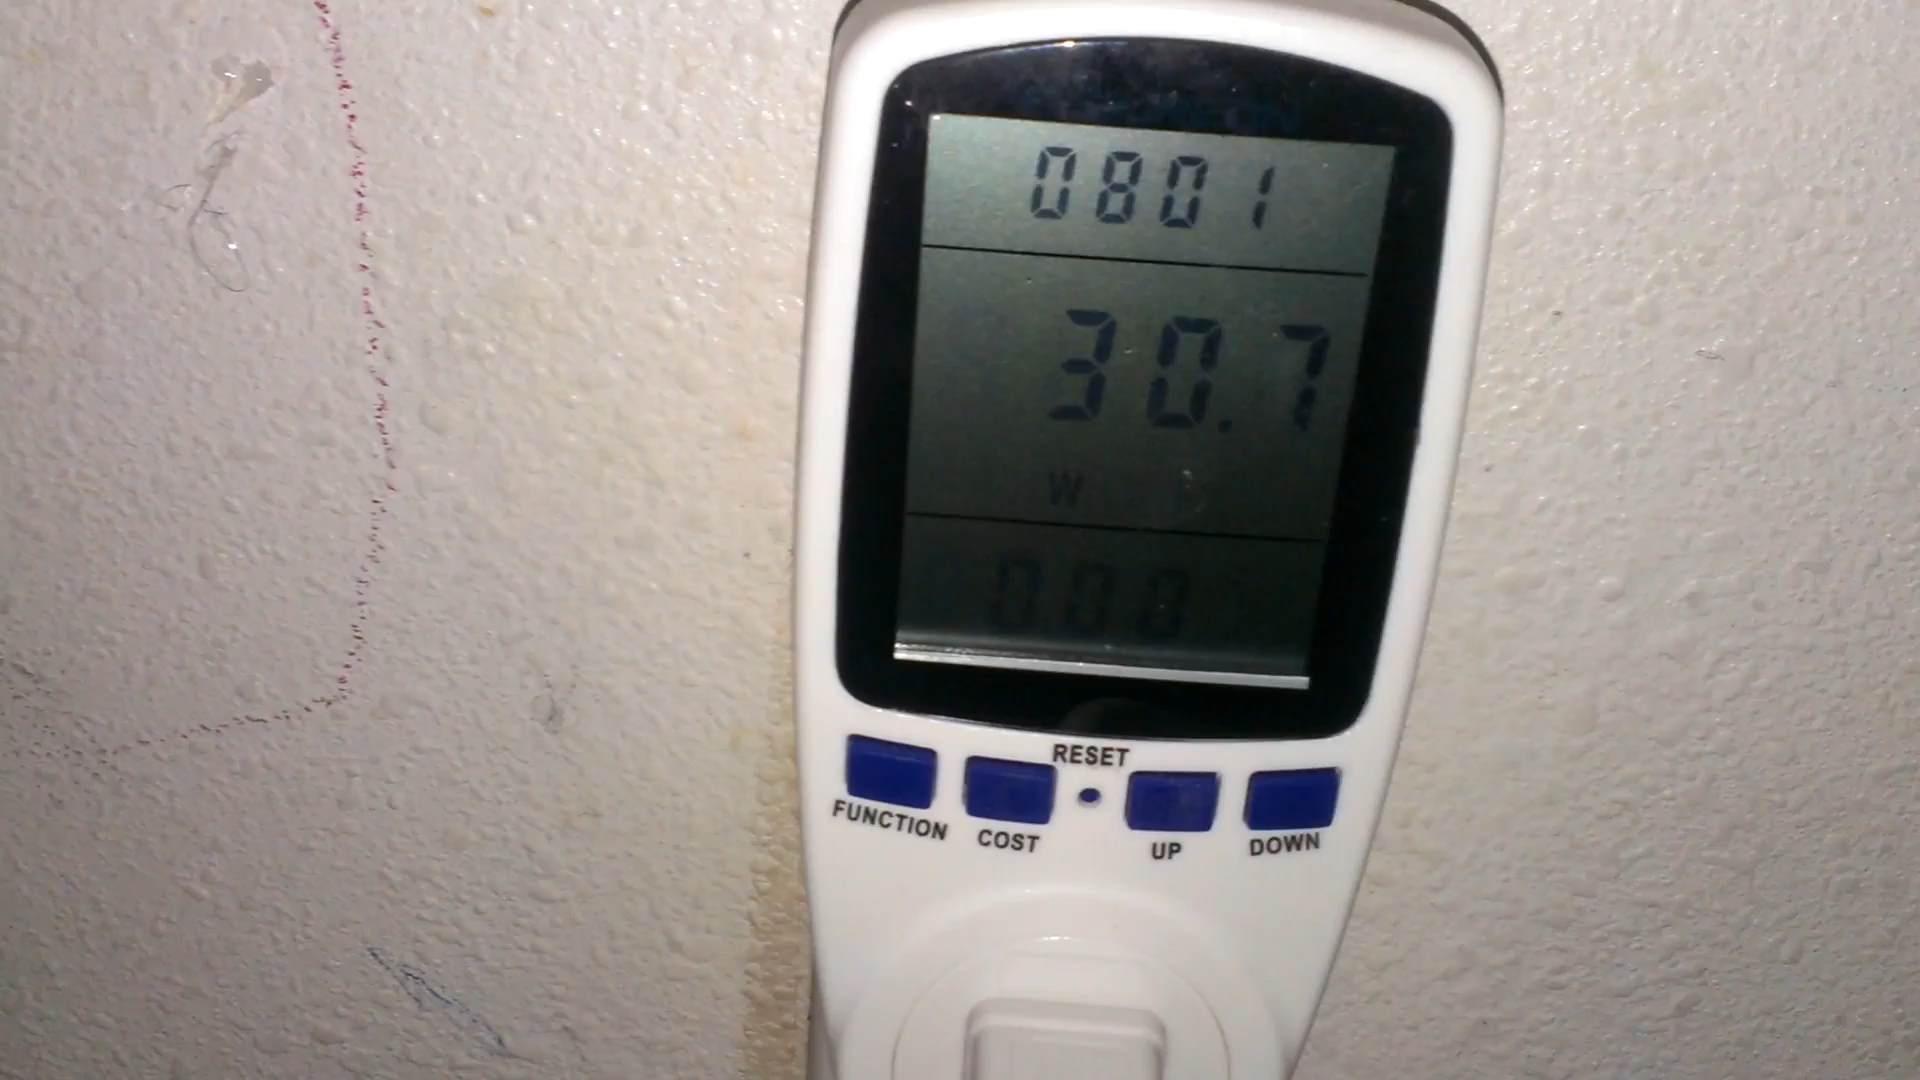 0801
30.7
W
RESET
FUNCTION COST UP DOWN